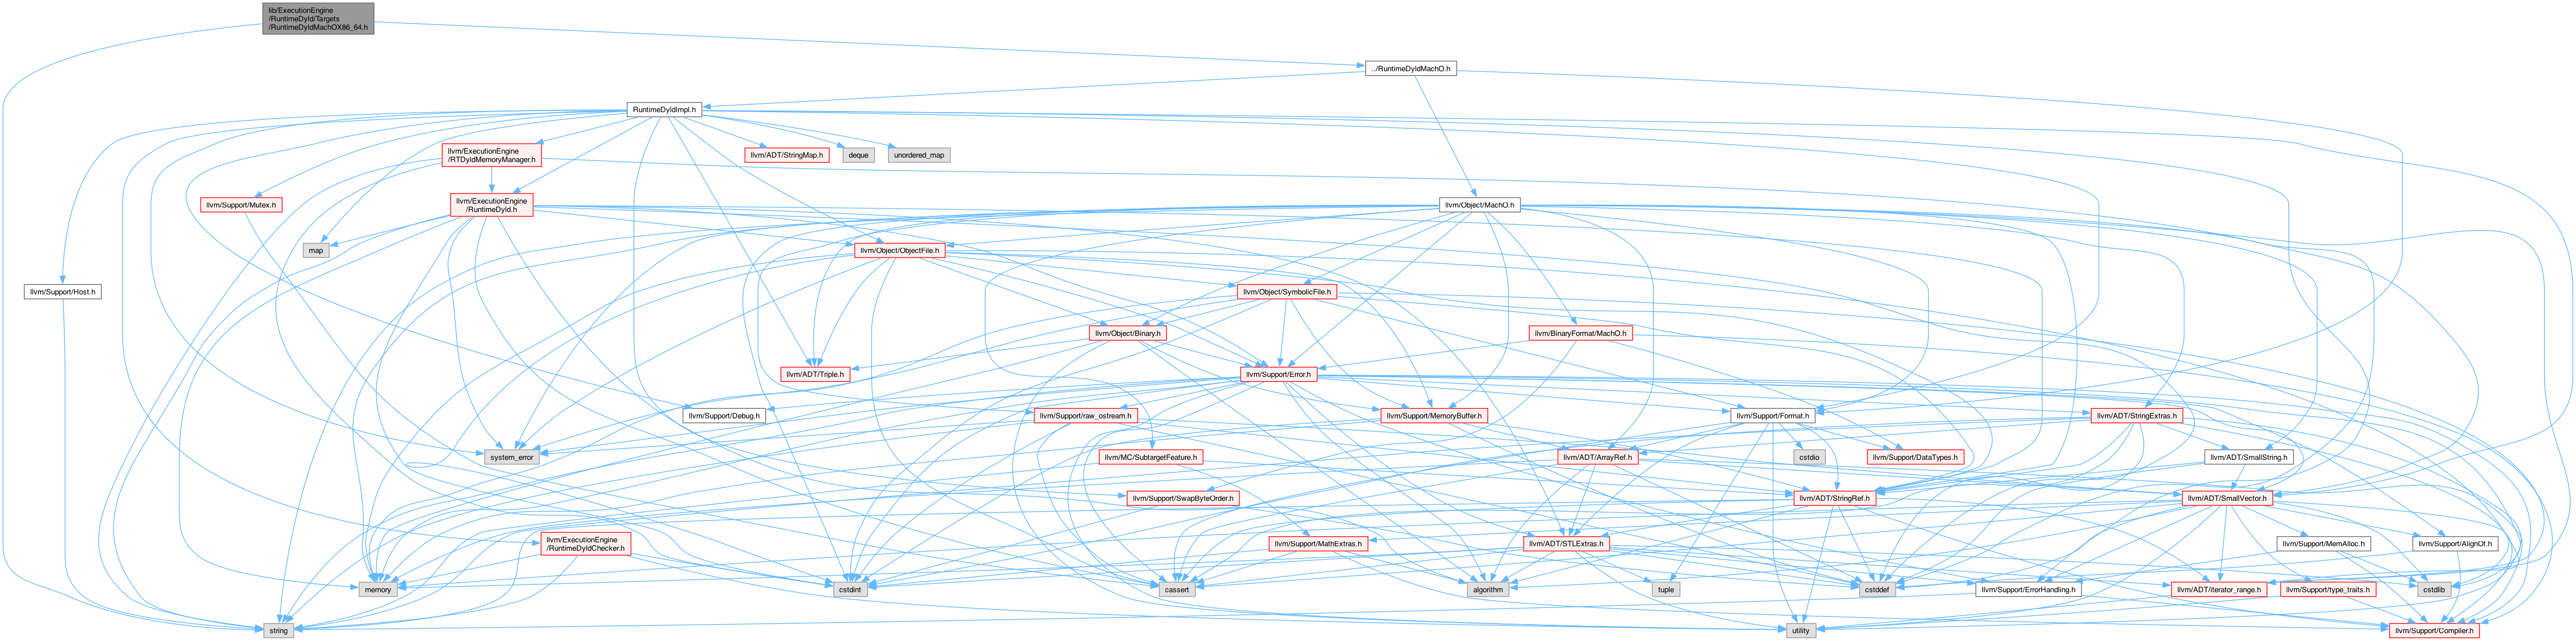 lib/ExecutionEngine
/RuntimeDyld/Targets
/RuntimeDyldMachOX86_64.h
../RuntimeDyldMachO.h
RuntimeDyldImpl.h
llvm/ExecutionEngine
/RTDyldMemoryManager.h
llvm/ADT/StringMap.h
deque
unordered_map
llvm/Support/Mutex.h
llvm/ExecutionEngine
/RuntimeDyld.h
llvm/Object/MachO.h
map
llvm/Object/ObjectFile.h
llvm/Support/Host.h
llvm/Object/SymbolicFile.h
llvm/Object/Binary.h
llvm/BinaryFormat/MachO.h
llvm/ADT/Triple.h
llvm/Support/Error.h
llvm/Support/Debug.h
llvm/Support/raw_ostream.h
llvm/Support/MemoryBuffer.h
llvm/Support/Format.h
llvm/ADT/StringExtras.h
system_error
llvm/MC/SubtargetFeature.h
llvm/ADT/ArrayRef.h
cstdio
llvm/Support/DataTypes.h
llvm/ADT/SmallString.h
llvm/Support/SwapByteOrder.h
llvm/ADT/StringRef.h
llvm/ADT/SmallVector.h
llvm/ExecutionEngine
/RuntimeDyldChecker.h
llvm/Support/MathExtras.h
llvm/ADT/STLExtras.h
llvm/Support/MemAlloc.h
llvm/Support/AlignOf.h
memory
cstdint
cassert
algorithm
tuple
cstddef
llvm/Support/ErrorHandling.h
llvm/ADT/iterator_range.h
llvm/Support/type_traits.h
cstdlib
string
utility
llvm/Support/Compiler.h